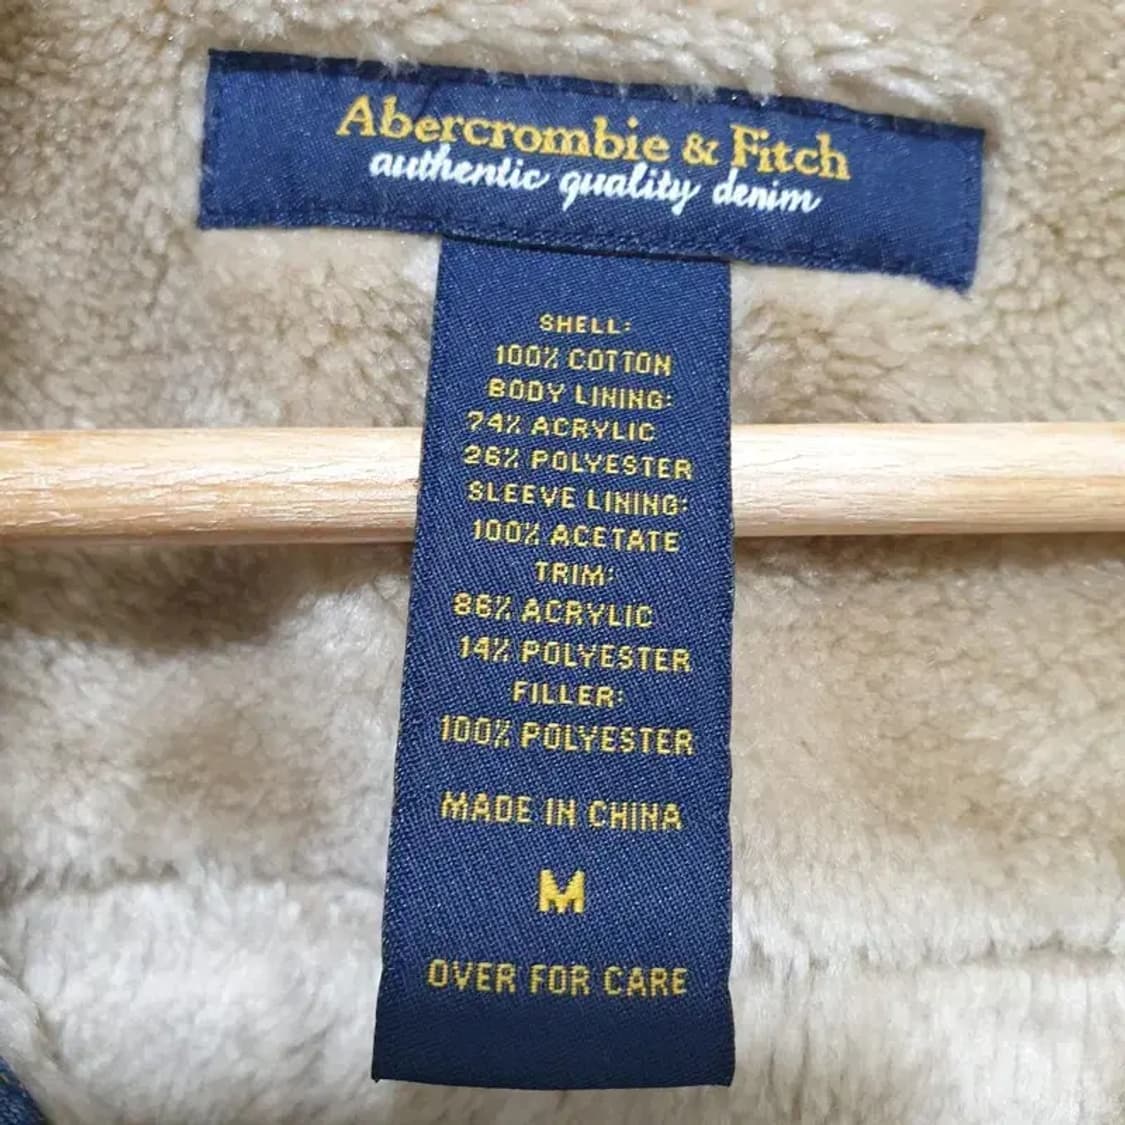 Abercrombie & Fitch
authentic quality denim
SHELL:
100% COTTON
BODY LINING:
74% ACRYLIC
26% POLYESTER
SLEEVE LINING:
100% ACETATE
TRIM:
86% ACRYLIC
14% POLYESTER
FILLER:
100% POLYESTER
MADE IN CHINA
M
OVER FOR CARE